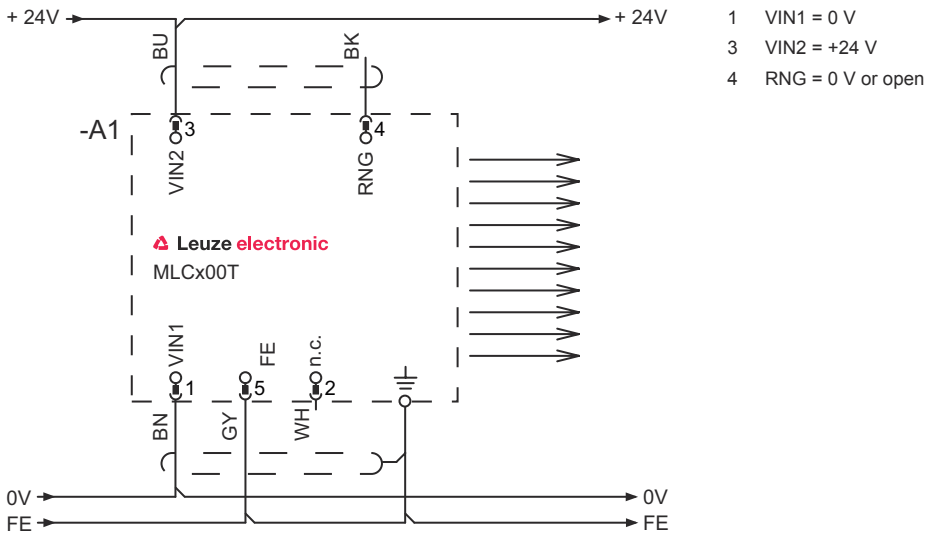 + 24V
+ 24V
1 VIN1 = 0 V
3 VIN2 = +24 V
4 RNG = 0 V or open
BU
BK
-A1
3
4
VIN2
RNG
Leuze electronic
MLCx00T
VIN1
FE
n.c.
1
5
2
BN
GY
WH
0V
0V
FE
FE